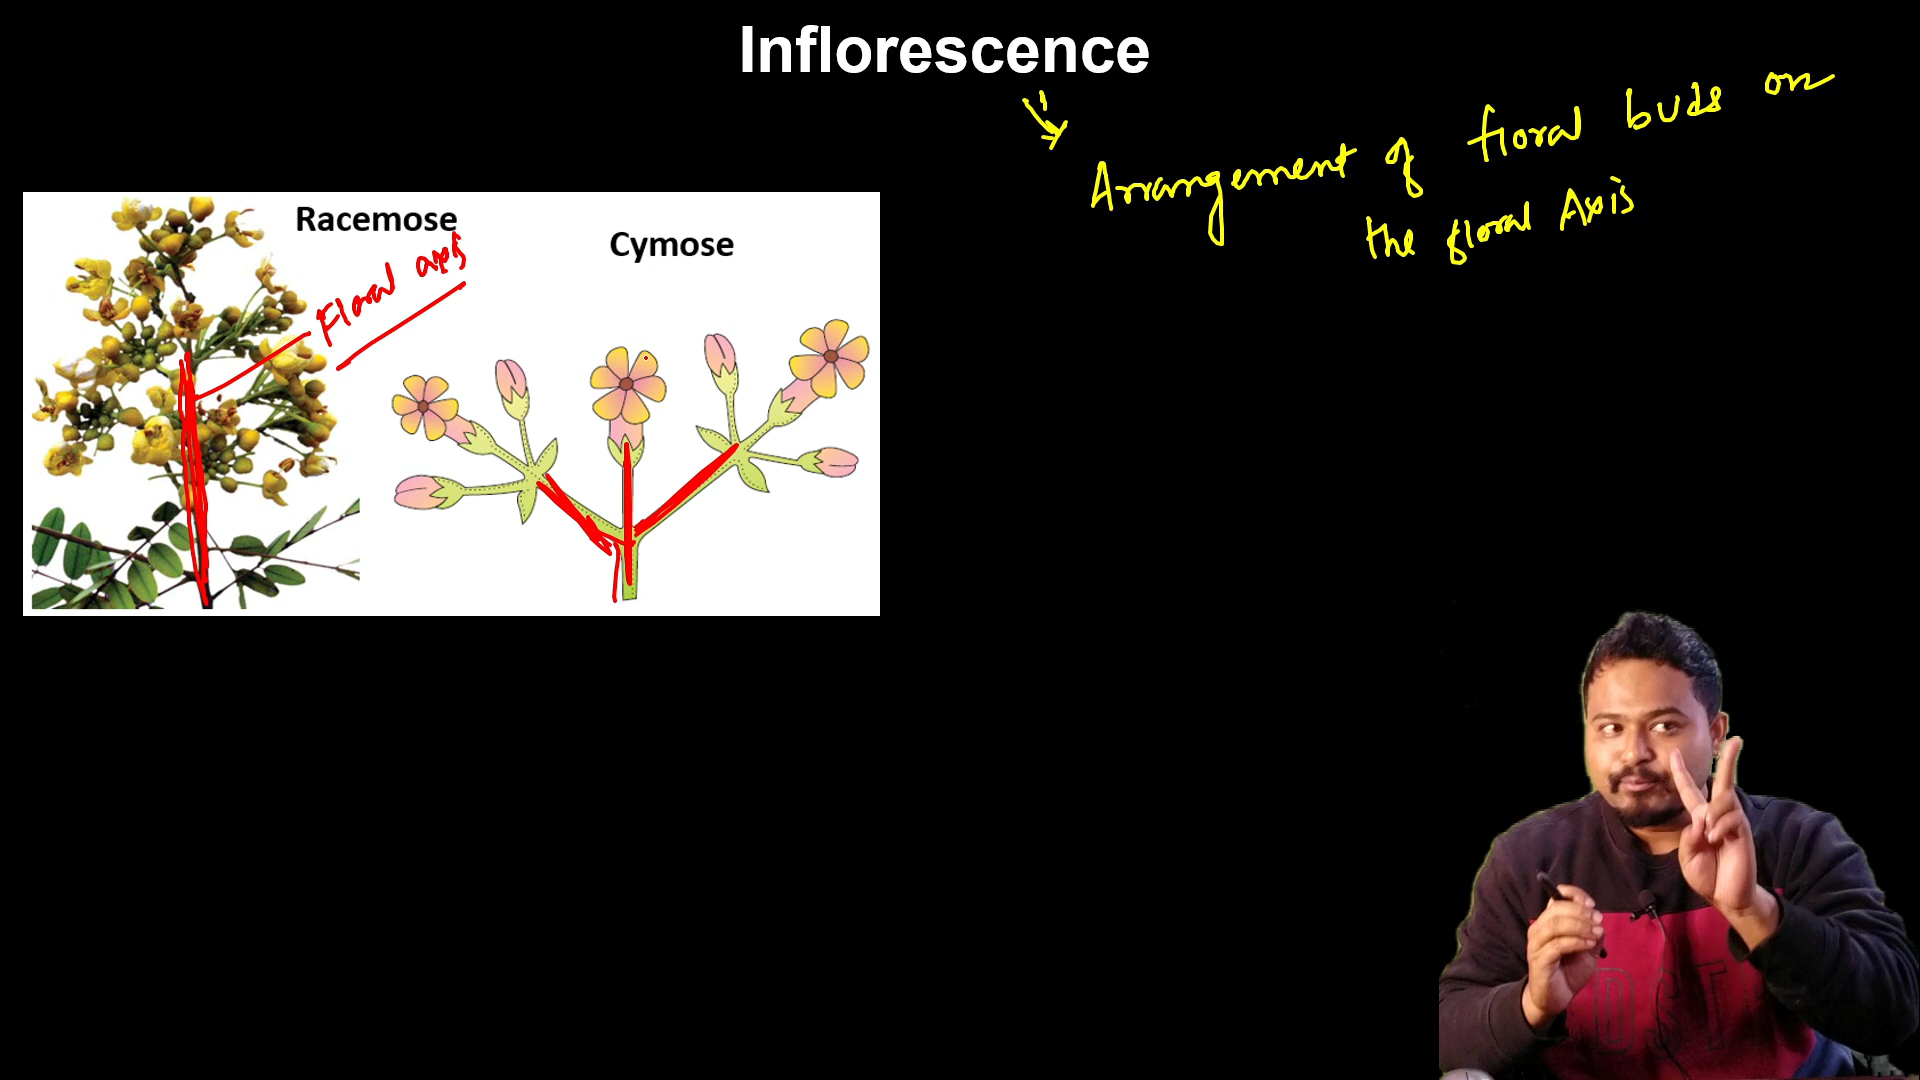 Inflorescence
Arrangement of floral buds on
the floral Axis
Racemose
Cymose
Floral axis